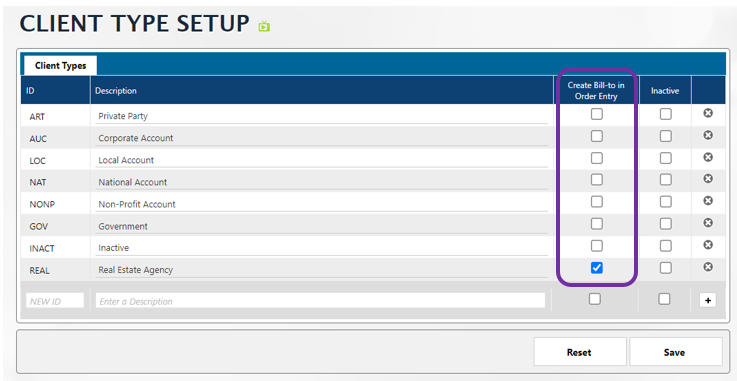 CLIENT TYPE SETUP
Client Types
ID Description Create Bill-to in Order Entry Inactive
ART Private Party
AUC Corporate Account
LOC Local Account
NAT National Account
NONP Non-Profit Account
GOV Government
INACT Inactive
REAL Real Estate Agency
NEW ID Enter a Description
Reset Save